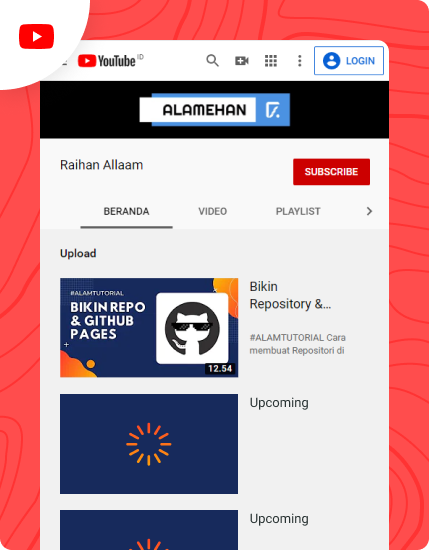 YouTube ID
LOGIN
ALAMEHAN
Raihan Allaam
SUBSCRIBE
BERANDA
VIDEO
PLAYLIST
Upload
#ALAMTUTORIAL
BIKIN REPO
& GITHUB
PAGES
12.54
Bikin
Repository &...
#ALAMTUTORIAL Cara
membuat Repositori di
Upcoming
Upcoming